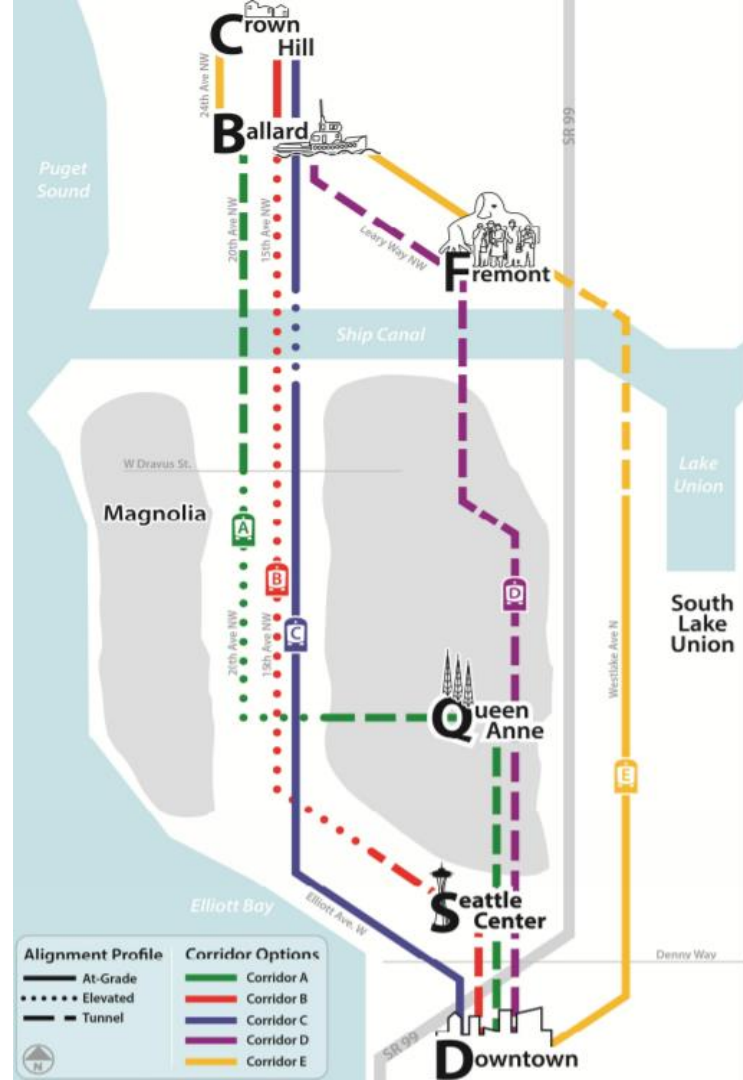 Crown
Hill
24th Ave NW
SR 99
Ballard
Puget
Sound
20th Ave NW
15th Ave NW
Leary Way NW
Fremont
Ship Canal
W Dravus St.
Lake
Union
Magnolia
A
B
D
C
South
Lake
Union
20th Ave NW
15th Ave NW
Westlake Ave N
Queen
Anne
E
Seattle
Center
Elliott Bay
Elliott Ave. W
Denny Way
Alignment Profile
At-Grade
Elevated
Tunnel
Corridor Options
Corridor A
Corridor B
Corridor C
Corridor D
Corridor E
N
SR 99
Downtown